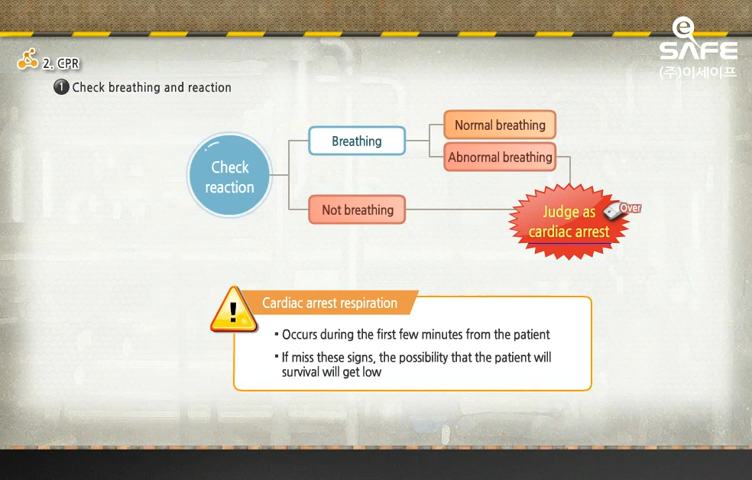 e
SAFE
(주)이세이프
2. CPR
1 Check breathing and reaction
Check
reaction
Breathing
Normal breathing
Abnormal breathing
Not breathing
Judge as
cardiac arrest
Over
!
Cardiac arrest respiration
• Occurs during the first few minutes from the patient
• If miss these signs, the possibility that the patient will
survival will get low